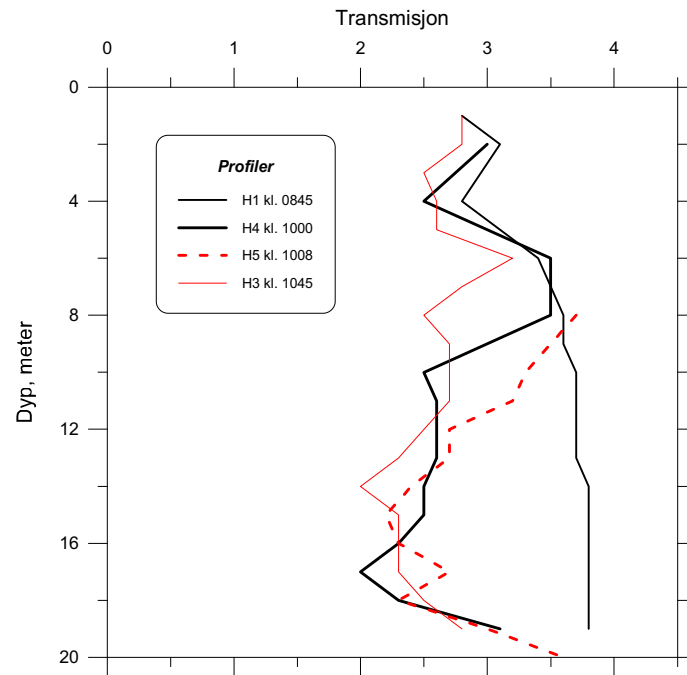 Transmisjon
0 1 2 3 4
0
4
8
12
16
20
Dyp, meter
Profiler
H1 kl. 0845
H4 kl. 1000
H5 kl. 1008
H3 kl. 1045